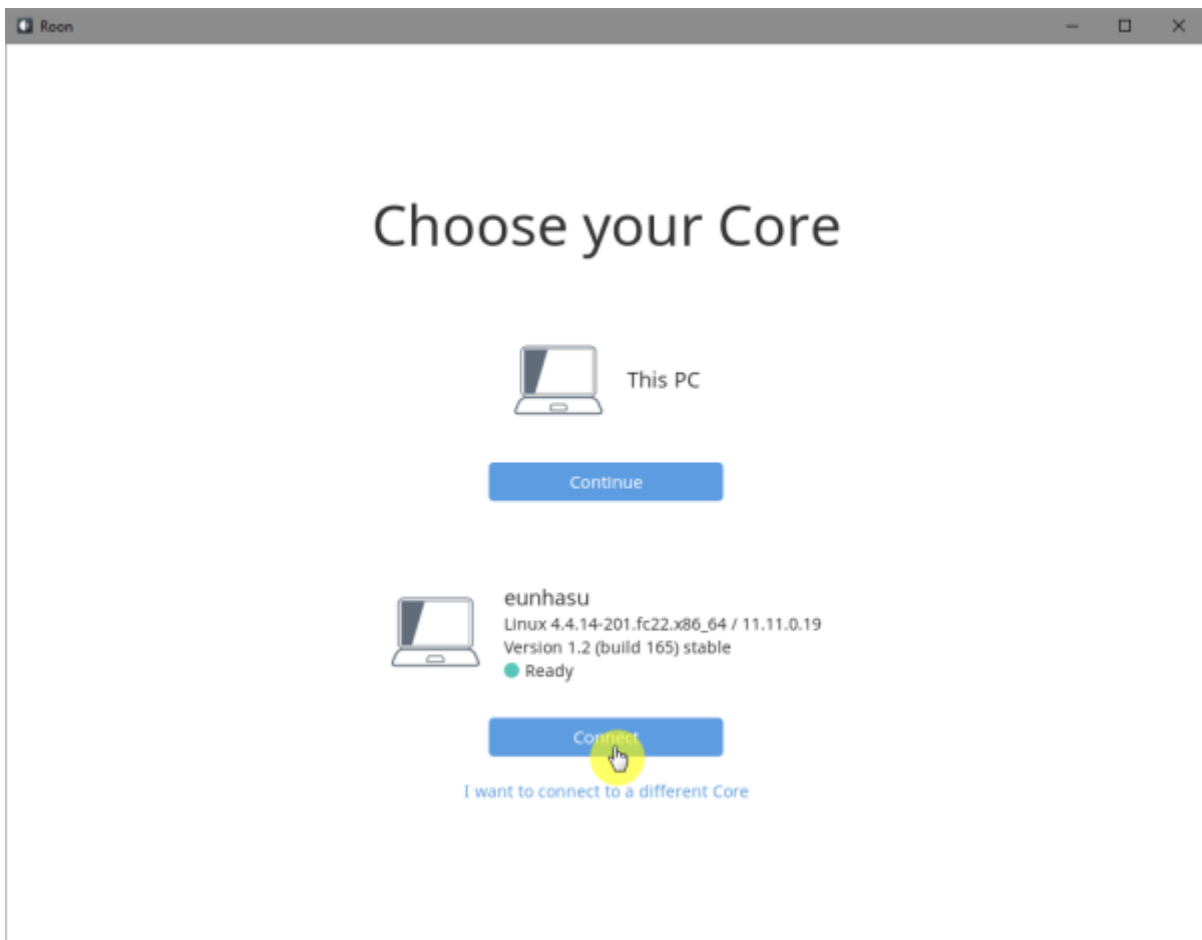 Roon
Choose your Core
This PC
Continue
eunhasu
Linux 4.4.14-201.fc22.x86_64 / 11.11.0.19
Version 1.2 (build 165) stable
Ready
Connect
I want to connect to a different Core